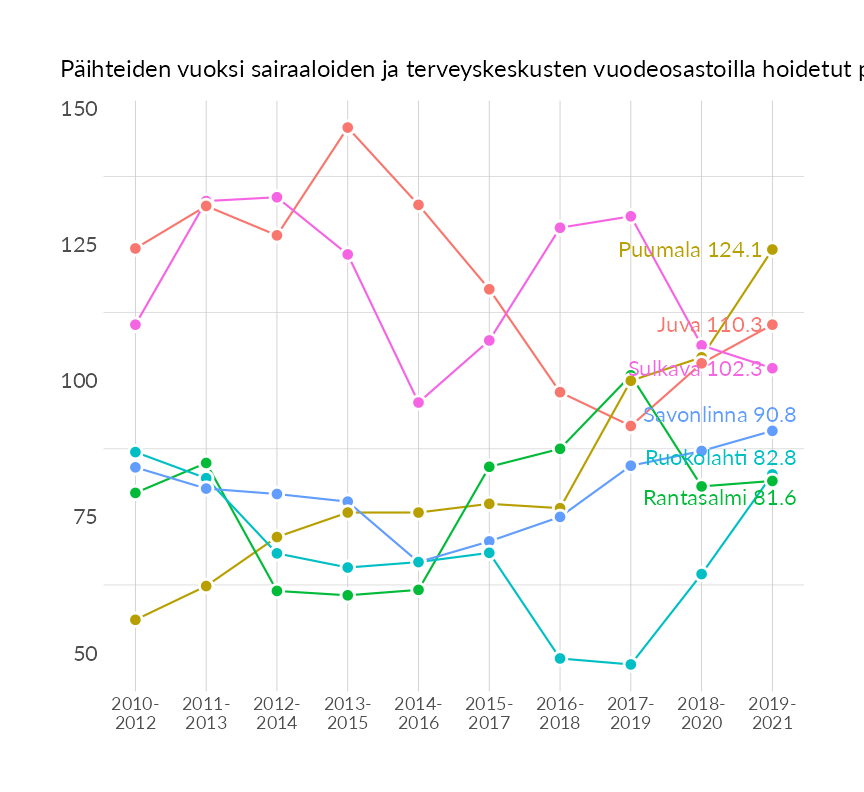 Päihteiden vuoksi sairaaloiden ja terveyskeskusten vuodeosastoilla hoidetut
150
125
100
75
50
Puumala 124.1
Juva 110.3
Sulkava 102.3
Savonlinna 90.8
Ruokolahti 82.8
Rantasalmi 81.6
2010- 2011- 2012- 2013- 2014- 2015- 2016- 2017- 2018- 2019-
2012 2013 2014 2015 2016 2017 2018 2019 2020 2021